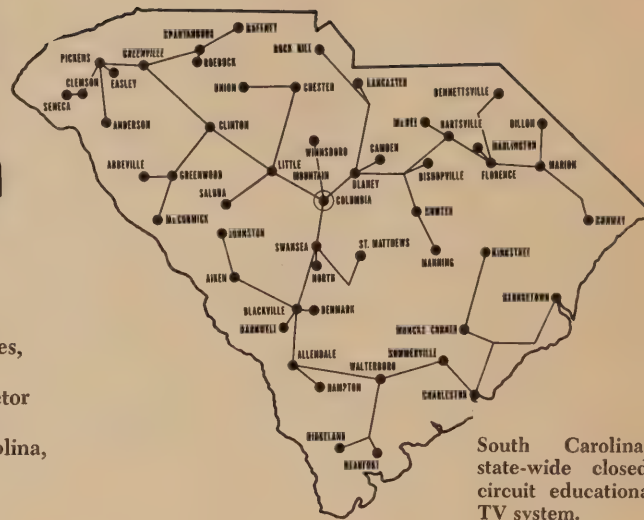 GAFFNEY
SPARTANBURG
ROCK HILL
PICKENS
GREENVILLE
ROEBUCK
LANCASTER
CLEMSON
EASLEY
UNION
CHESTER
BENNETTSVILLE
SENECA
HARTSVILLE
DILLON
ANDERSON
CLINTON
WINNSBORO
CAMDEN
DARLINGTON
ABBEVILLE
GREENWOOD
LITTLE
MOUNTAIN
BLANEY
BISHOPVILLE
FLORENCE
MARION
SALUDA
COLUMBIA
McCORMICK
SUMTER
CONWAY
JOHNSTON
SWANSEA
ST. MATTHEWS
MANNING
KINGSTREE
AIKEN
NORTH
GEORGETOWN
BLACKVILLE
DENMARK
BARNWELL
MONCKS CORNER
SUMMERVILLE
ALLENDALE
WALTERBORO
es,
HAMPTON
CHARLESTON
tor
RIDGELAND
lina,
BEAUFORT
South Carolina
state-wide closed
circuit educationa
TV system.